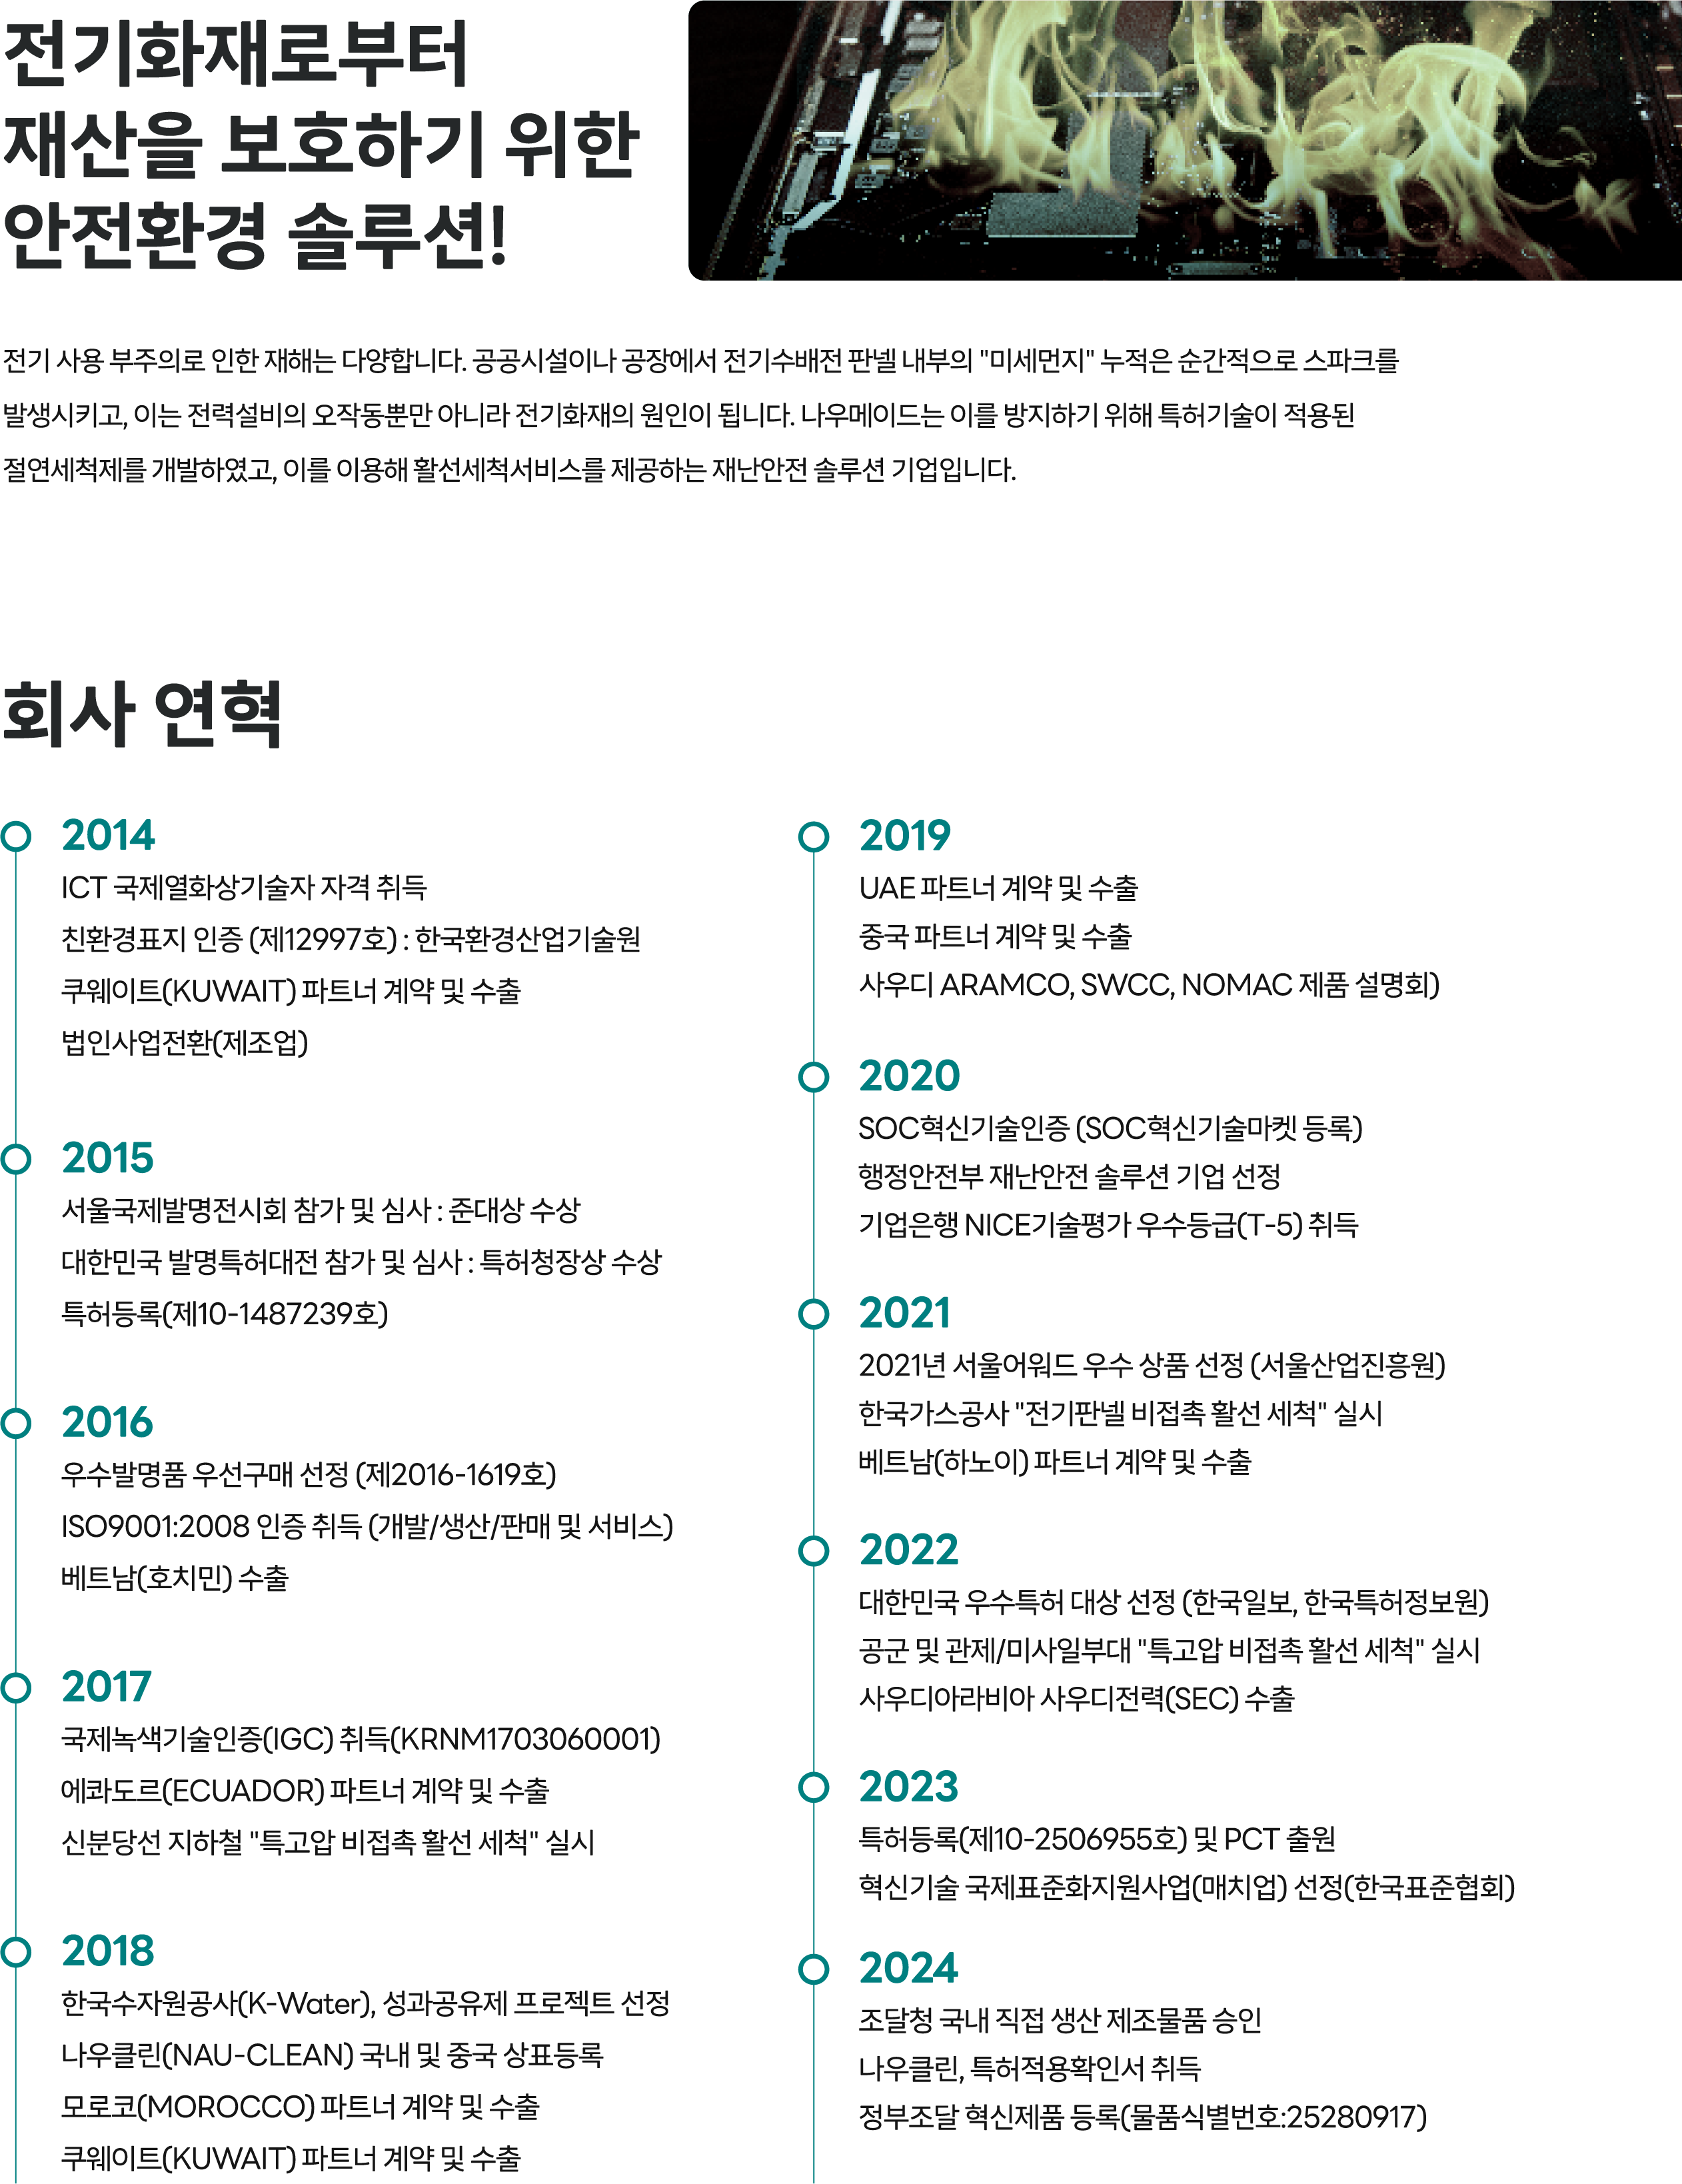 전기화재로부터
재산을 보호하기 위한
안전환경 솔루션!
전기 사용 부주의로 인한 재해는 다양합니다. 공공시설이나 공장에서 전기수배전 판넬 내부의 "미세먼지" 누적은 순간적으로 스파크를
발생시키고, 이는 전력설비의 오작동뿐만 아니라 전기화재의 원인이 됩니다. 나우메이드는 이를 방지하기 위해 특허기술이 적용된
절연세척제를 개발하였고, 이를 이용해 활선세척서비스를 제공하는 재난안전 솔루션 기업입니다.
회사 연혁
2014
ICT 국제열화상기술자 자격 취득
친환경표지 인증 (제12997호) : 한국환경산업기술원
쿠웨이트(KUWAIT) 파트너 계약 및 수출
법인사업전환(제조업)
2015
서울국제발명전시회 참가 및 심사 : 준대상 수상
대한민국 발명특허대전 참가 및 심사 : 특허청장상 수상
특허등록(제10-1487239호)
2016
우수발명품 우선구매 선정 (제2016-1619호)
ISO9001:2008 인증 취득 (개발/생산/판매 및 서비스)
베트남(호치민) 수출
2017
국제녹색기술인증(IGC) 취득(KRNM1703060001)
에콰도르(ECUADOR) 파트너 계약 및 수출
신분당선 지하철 "특고압 비접촉 활선 세척" 실시
2018
한국수자원공사(K-Water), 성과공유제 프로젝트 선정
나우클린(NAU-CLEAN) 국내 및 중국 상표등록
모로코(MOROCCO) 파트너 계약 및 수출
쿠웨이트(KUWAIT) 파트너 계약 및 수출
2019
UAE 파트너 계약 및 수출
중국 파트너 계약 및 수출
사우디 ARAMCO, SWCC, NOMAC 제품 설명회)
2020
SOC혁신기술인증 (SOC혁신기술마켓 등록)
행정안전부 재난안전 솔루션 기업 선정
기업은행 NICE기술평가 우수등급(T-5) 취득
2021
2021년 서울어워드 우수 상품 선정 (서울산업진흥원)
한국가스공사 "전기판넬 비접촉 활선 세척" 실시
베트남(하노이) 파트너 계약 및 수출
2022
대한민국 우수특허 대상 선정 (한국일보, 한국특허정보원)
공군 및 관제/미사일부대 "특고압 비접촉 활선 세척" 실시
사우디아라비아 사우디전력(SEC) 수출
2023
특허등록(제10-2506955호) 및 PCT 출원
혁신기술 국제표준화지원사업(매치업) 선정(한국표준협회)
2024
조달청 국내 직접 생산 제조물품 승인
나우클린, 특허적용확인서 취득
정부조달 혁신제품 등록(물품식별번호:25280917)